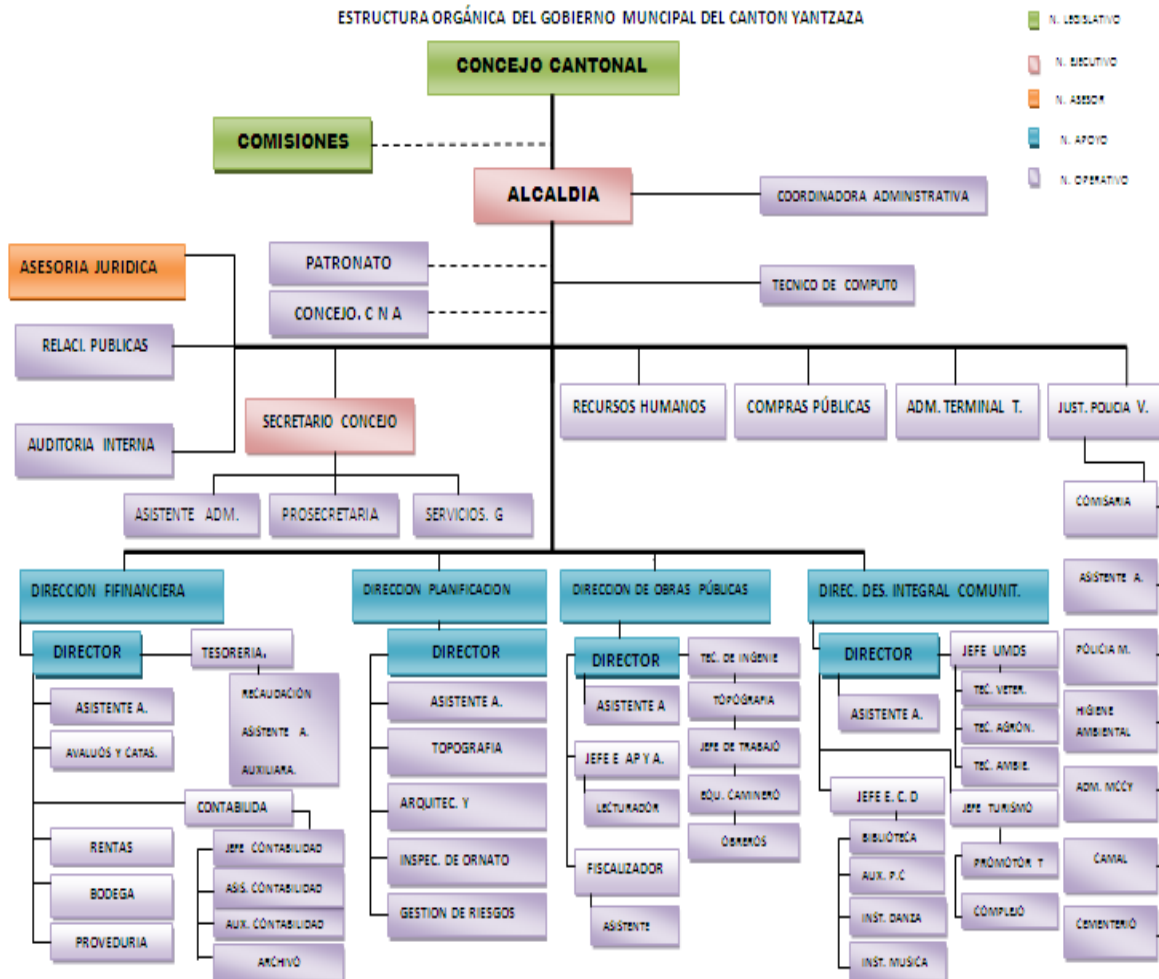 ESTRUCTURA ORGÁNICA DEL GOBIERNO MUNCIPAL DEL CANTON YANTZAZA
N. LEGISLATIVO
N. EJECUTIVO
N. ASESOR
N. APOYO
N. OPERATIVO
CONCEJO CANTONAL
COMISIONES
ALCALDIA
COORDINADORA ADMINISTRATIVA
ASESORIA JURIDICA
PATRONATO
TECNICO DE COMPUTO
CONCEJO. C N A
RELACI. PUBLICAS
AUDITORIA INTERNA
SECRETARIO CONCEJO
RECURSOS HUMANOS
COMPRAS PÚBLICAS
ADM. TERMINAL T.
JUST. POLICIA V.
ASISTENTE ADM.
PROSECRETARIA
SERVICIOS. G
COMISARIA
ASISTENTE A.
POLICIA M.
HIGIENE
AMBIENTAL
ADM. MCCY
CAMAL
CEMENTERIO
DIRECCION FIFINANCIERA
DIRECTOR
TESORERIA.
ASISTENTE A.
AVALUOS Y CATAS.
RECAUDACIÓN
ASISTENTE A.
AUXILIARA.
CONTABILIDA
RENTAS
BODEGA
PROVEDURIA
JEFE CONTABILIDAD
ASIS. CONTABILIDAD
AUX. CONTABILIDAD
ARCHIVO
DIRECCION PLANIFICACION
DIRECTOR
ASISTENTE A.
TOPOGRAFIA
ARQUITEC. Y
INSPEC. DE ORNATO
GESTION DE RIESGOS
DIRECCION DE OBRAS PÚBLICAS
DIRECTOR
ASISTENTE A
JEFE E AP Y A.
LECTURADOR
FISCALIZADOR
ASISTENTE
TEC. DE INGENIE
TOPOGRAFIA
JEFE DE TRABAJO
EQU. CAMINERO
OBREROS
DIREC. DES. INTEGRAL COMUNIT.
DIRECTOR
ASISTENTE A.
JEFE UMDS
TEC. VETER.
TEC. AGRÓN.
TEC. AMBIE.
JEFE E. C. D
BIBLIOTECA
AUX. P.C
INST. DANZA
INST. MUSICA
JEFE TURISMO
PROMOTOR T
COMPLEJO